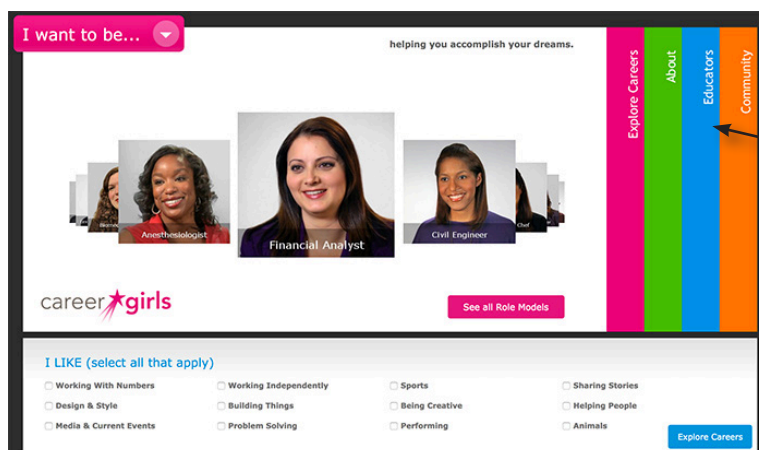 I want to be...
helping you accomplish your dreams.
Explore Careers
About
Educators
Community
Anesthesiologist
Financial Analyst
Civil Engineer
Chef
career girls
See all Role Models
I LIKE (select all that apply)
Working With Numbers
Working Independently
Sports
Sharing Stories
Design & Style
Building Things
Being Creative
Helping People
Media & Current Events
Problem Solving
Performing
Animals
Explore Careers